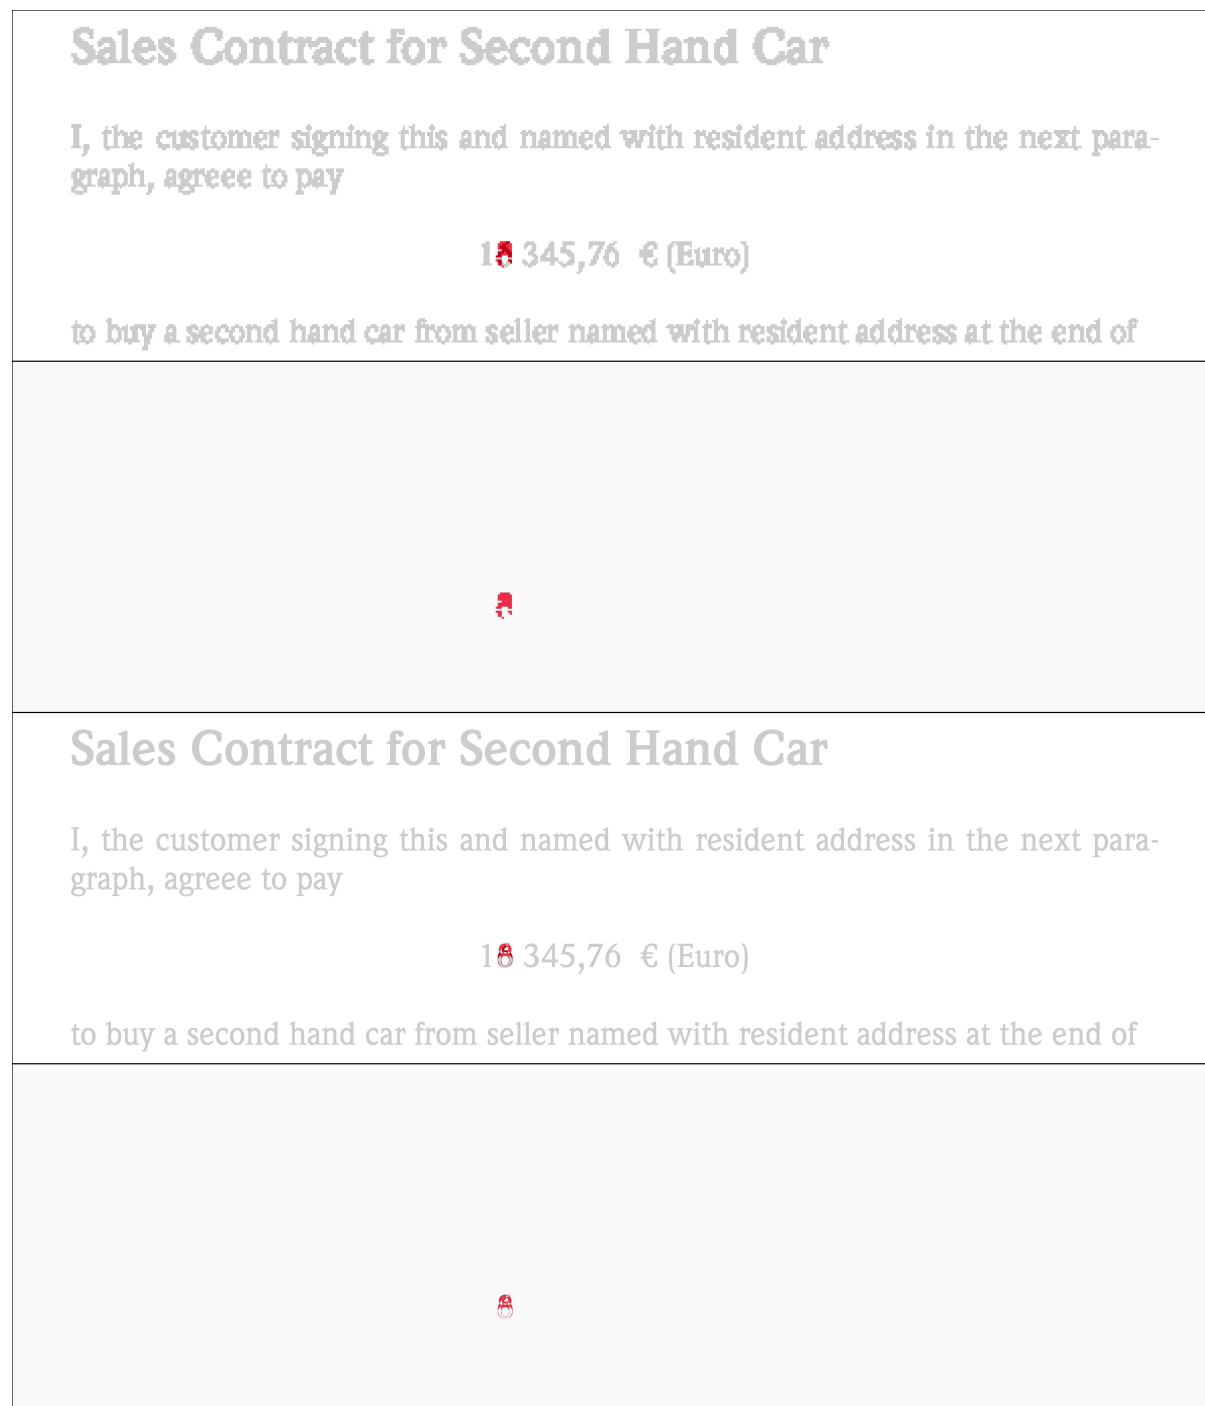 Sales Contract for Second Hand Car
I, the customer signing this and named with resident address in the next para-
graph, agreee to pay
345,76 € (Euro)
to buy a second hand car from seller named with resident address at the end of
Sales Contract for Second Hand Car
I, the customer signing this and named with resident address in the next para-
graph, agreee to pay
345,76 € (Euro)
to buy a second hand car from seller named with resident address at the end of